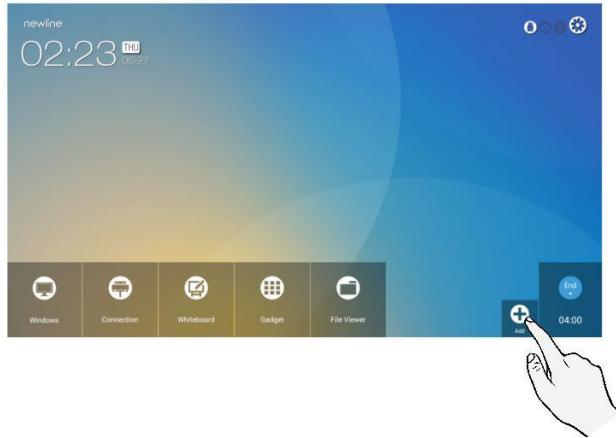 newline
02:23 THU
06-27
Windows
Connection
Whiteboard
Gadget
File Viewer
Add
End
04:00